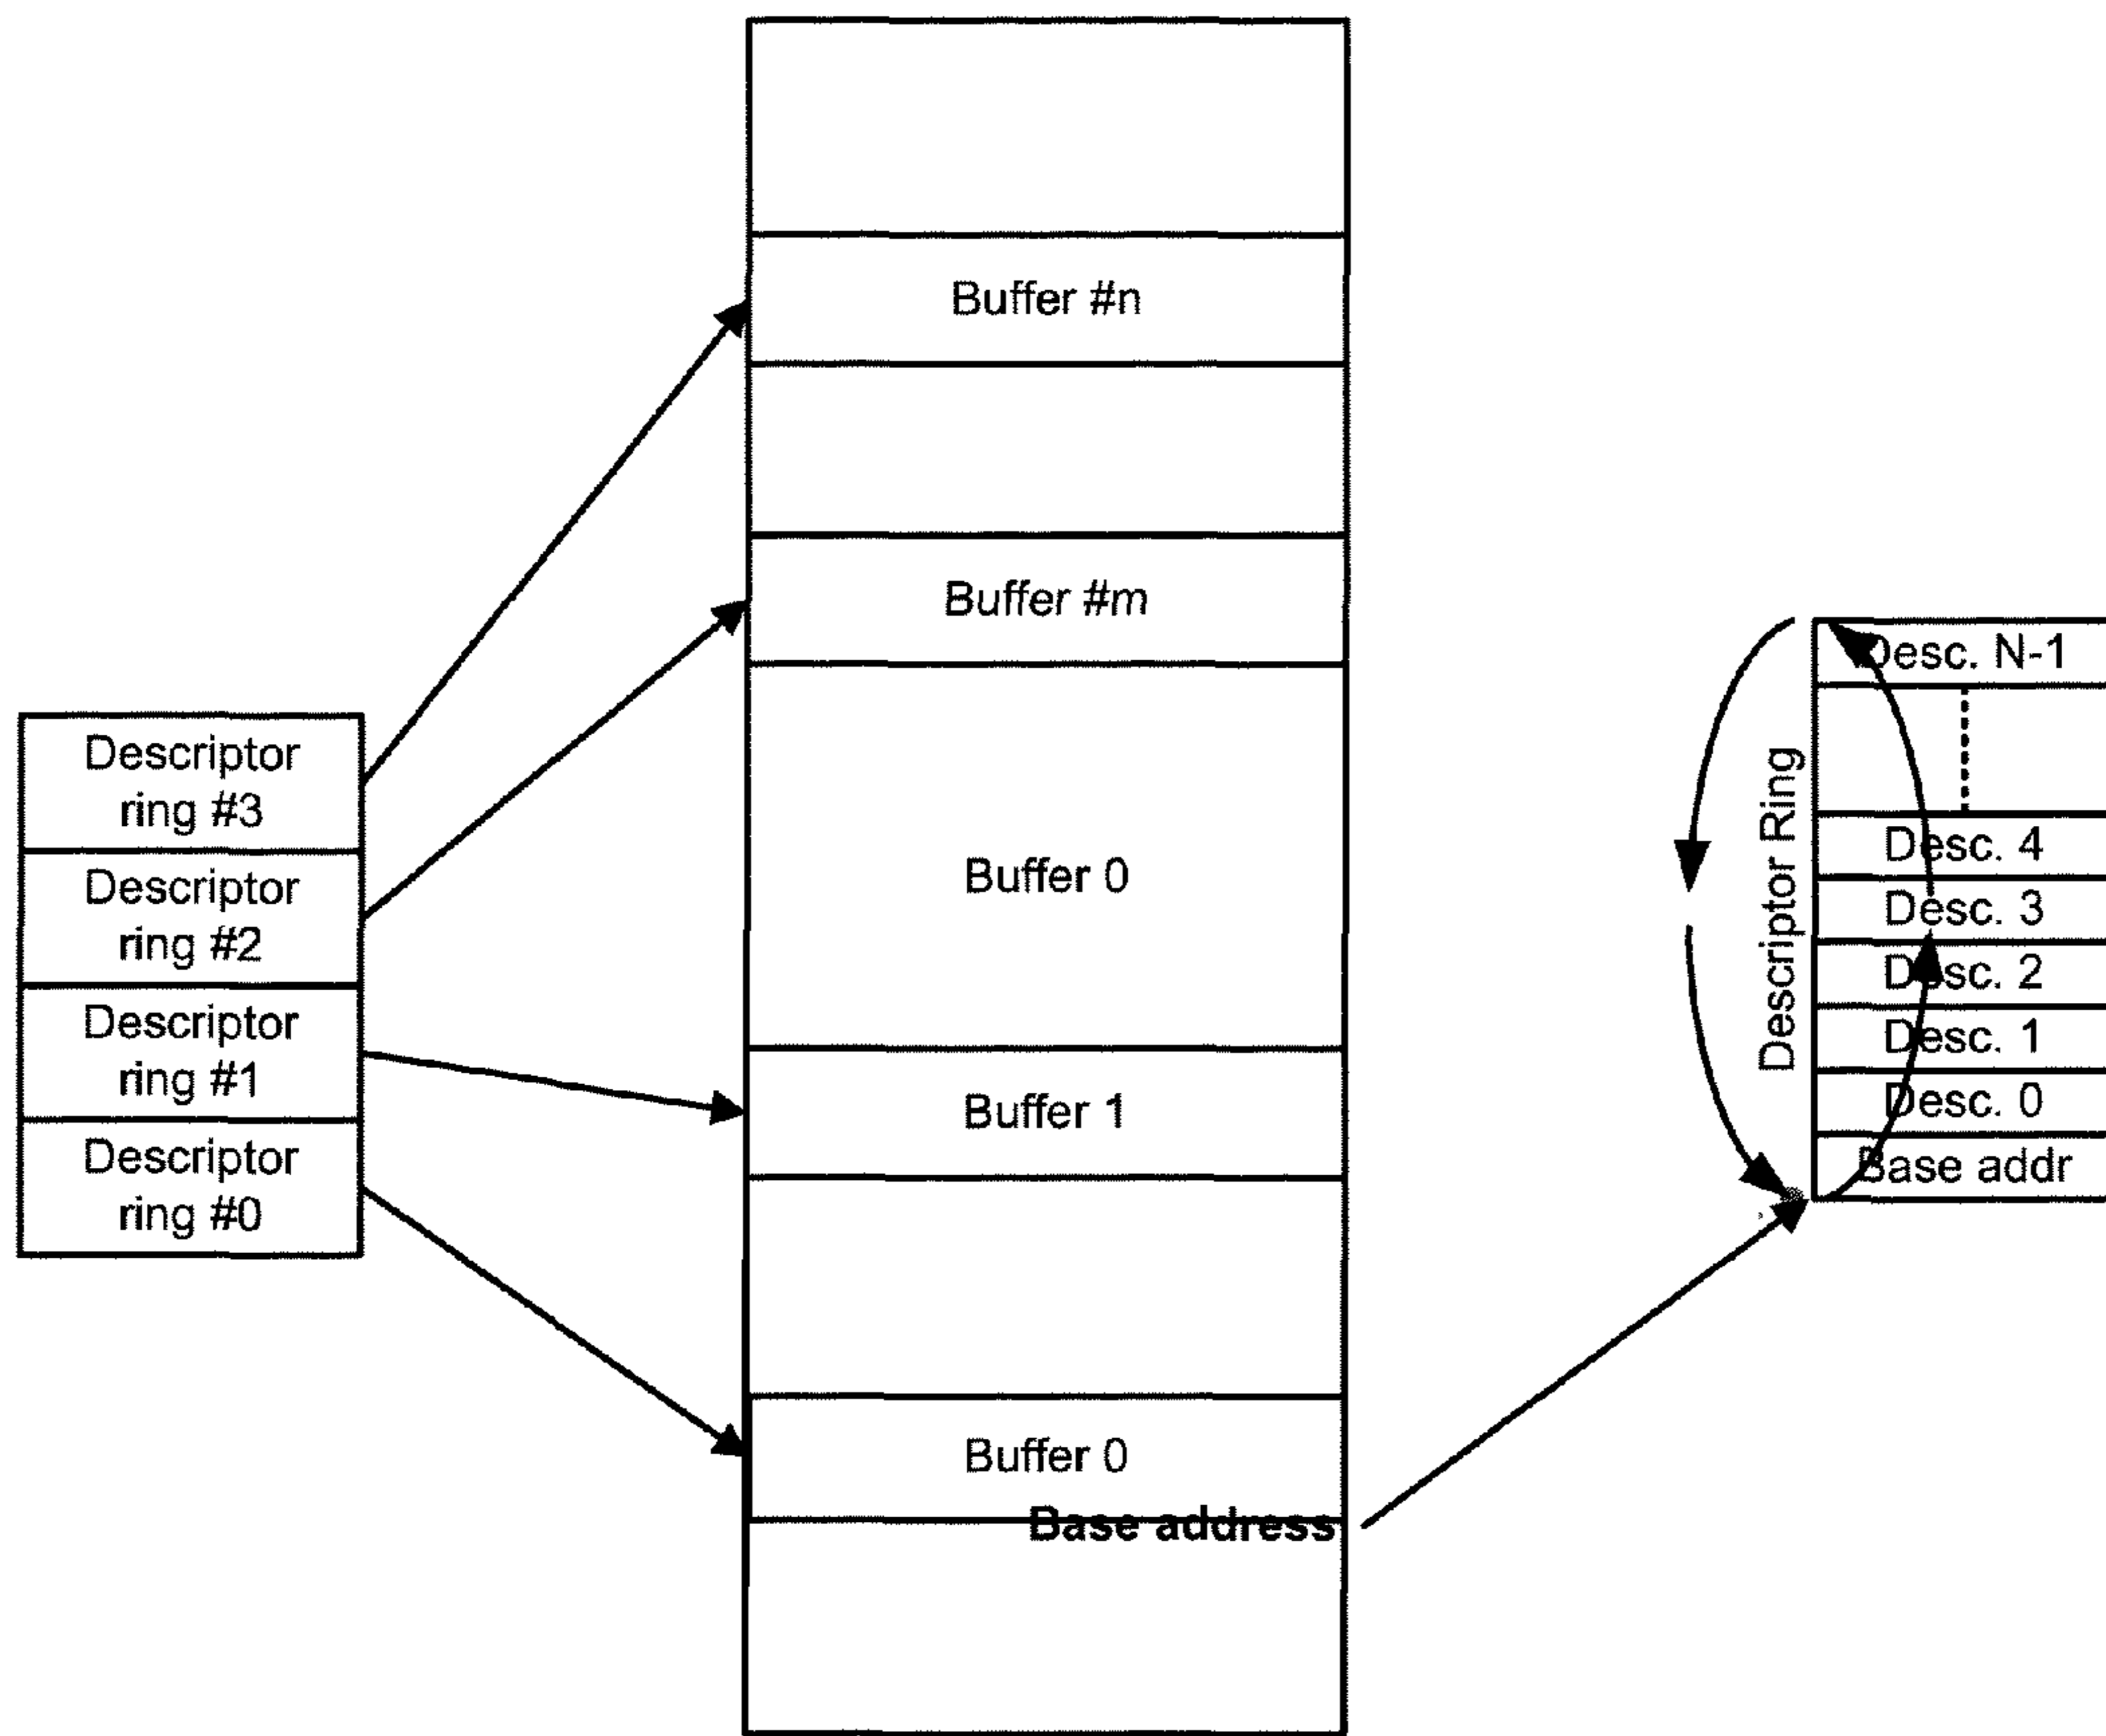 Descriptor
ring #3
Descriptor
ring #2
Descriptor
ring #1
Descriptor
ring #0
Buffer #n
Buffer #m
Buffer 0
Buffer 1
Buffer 0
Base address
Descriptor Ring
Desc. N-1
Desc. 4
Desc. 3
Desc. 2
Desc. 1
Desc. 0
Base addr